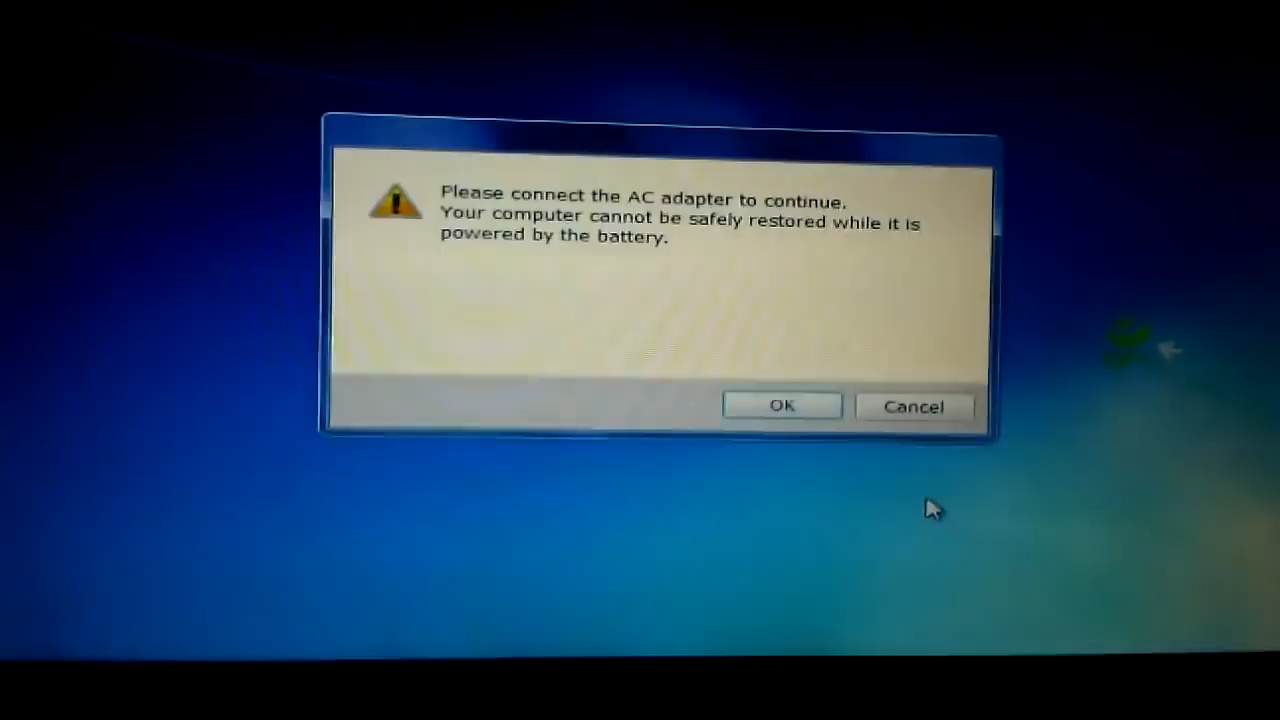 Please connect the AC adapter to continue.
Your computer cannot be safely restored while it is
powered by the battery.
OK
Cancel